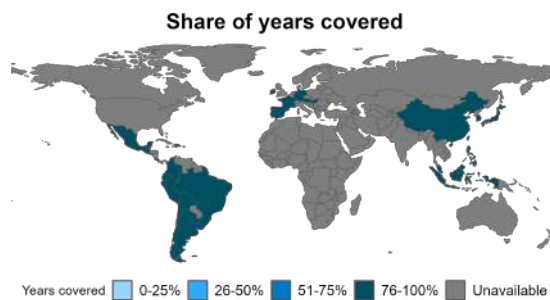 Share of years covered
Years covered 0-25% 26-50% 51-75% 76-100% Unavailable